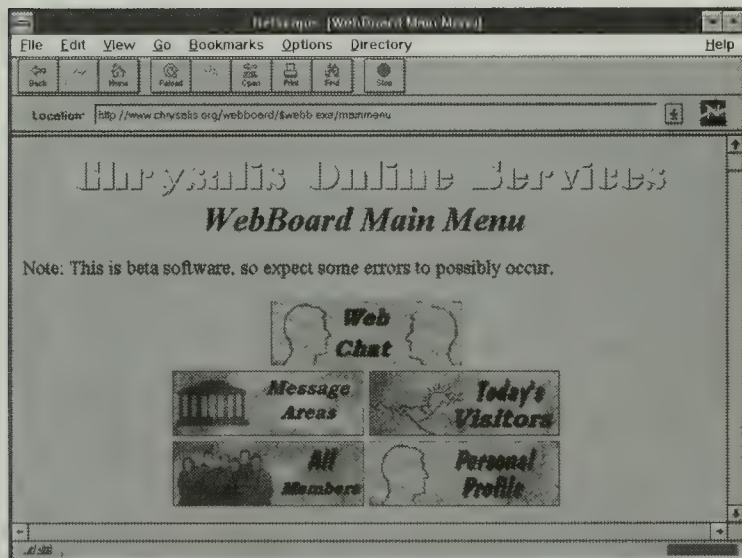 Netscape - [WebBoard Main Menu]
File Edit View Go Bookmarks Options Directory Help
Back Home Reload Open Print Find Stop
Location: http://www.chrysalis.org/webboard/$webb.exe/mainmenu
N
Chrysalis Online Services
WebBoard Main Menu
Note: This is beta software, so expect some errors to possibly occur.
Web
Chat
Message
Areas
Today's
Visitors
All
Members
Personal
Profile